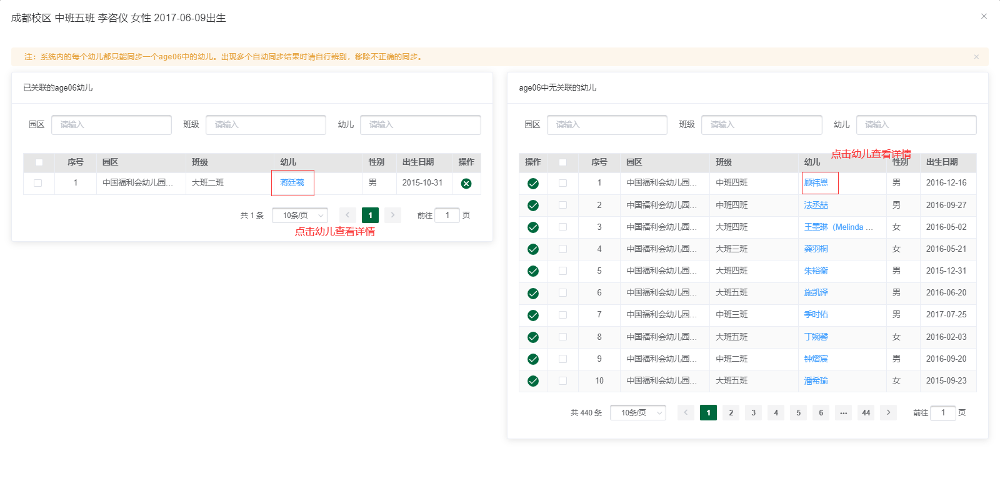 成都校区 中班五班 李咨仪 女性 2017-06-09出生
注：系统内的每个幼儿都只能同步一个age06中的幼儿。出现多个自动同步结果时请自行辨别，移除不正确的同步。
已关联的age06幼儿
园区 请输入 班级 请输入 幼儿 请输入
序号 园区 班级 幼儿 性别 出生日期 操作
1 中国福利会幼儿园... 大班二班 蒋廷羲 男 2015-10-31
共 1 条 10条/页 1 前往 1 页
点击幼儿查看详情
age06中无关联的幼儿
园区 请输入 班级 请输入 幼儿 请输入
点击幼儿查看详情
操作 序号 园区 班级 幼儿 性别 出生日期
1 中国福利会幼儿园... 中班四班 顾祎恩 男 2016-12-16
2 中国福利会幼儿园... 中班四班 法丞喆 男 2016-09-27
3 中国福利会幼儿园... 大班四班 王墨琳（Melinda ... 女 2016-05-02
4 中国福利会幼儿园... 大班三班 龚羽桐 女 2016-05-21
5 中国福利会幼儿园... 大班四班 朱裕衡 男 2015-12-31
6 中国福利会幼儿园... 大班五班 施凯译 男 2016-06-20
7 中国福利会幼儿园... 中班三班 季时佑 男 2017-07-25
8 中国福利会幼儿园... 大班五班 丁婉馨 女 2016-02-03
9 中国福利会幼儿园... 中班二班 钟熠宸 男 2016-09-20
10 中国福利会幼儿园... 大班五班 潘希瑜 女 2015-09-23
共 440 条 10条/页 1 2 3 4 5 6 ··· 44 前往 1 页